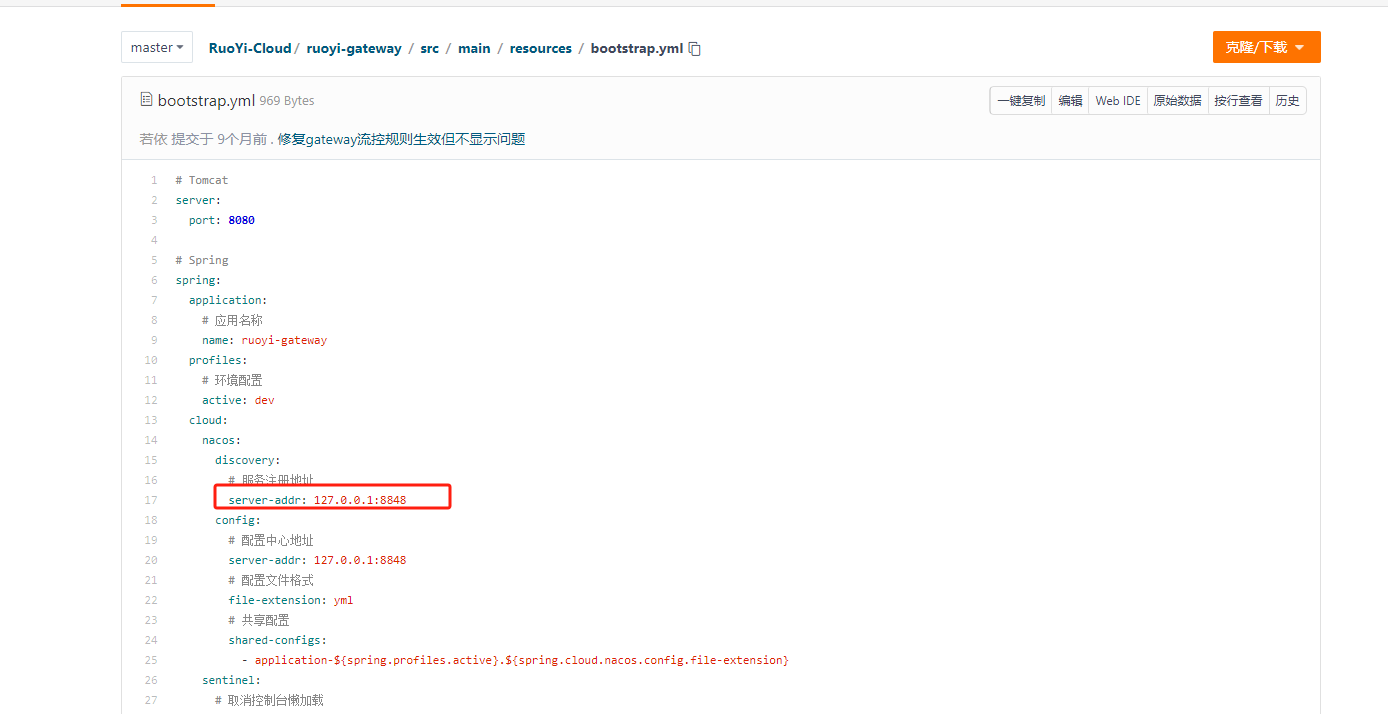 master
RuoYi-Cloud / ruoyi-gateway / src / main / resources / bootstrap.yml
克隆/下载
bootstrap.yml 969 Bytes
一键复制 编辑 Web IDE 原始数据 按行查看 历史
若依 提交于 9个月前 . 修复gateway流控规则生效但不显示问题
1 # Tomcat
2 server:
3 port: 8080
4
5 # Spring
6 spring:
7 application:
8 # 应用名称
9 name: ruoyi-gateway
10 profiles:
11 # 环境配置
12 active: dev
13 cloud:
14 nacos:
15 discovery:
16 # 服务注册地址
17 server-addr: 127.0.0.1:8848
18 config:
19 # 配置中心地址
20 server-addr: 127.0.0.1:8848
21 # 配置文件格式
22 file-extension: yml
23 # 共享配置
24 shared-configs:
25 - application-${spring.profiles.active}.${spring.cloud.nacos.config.file-extension}
26 sentinel:
27 # 取消控制台懒加载